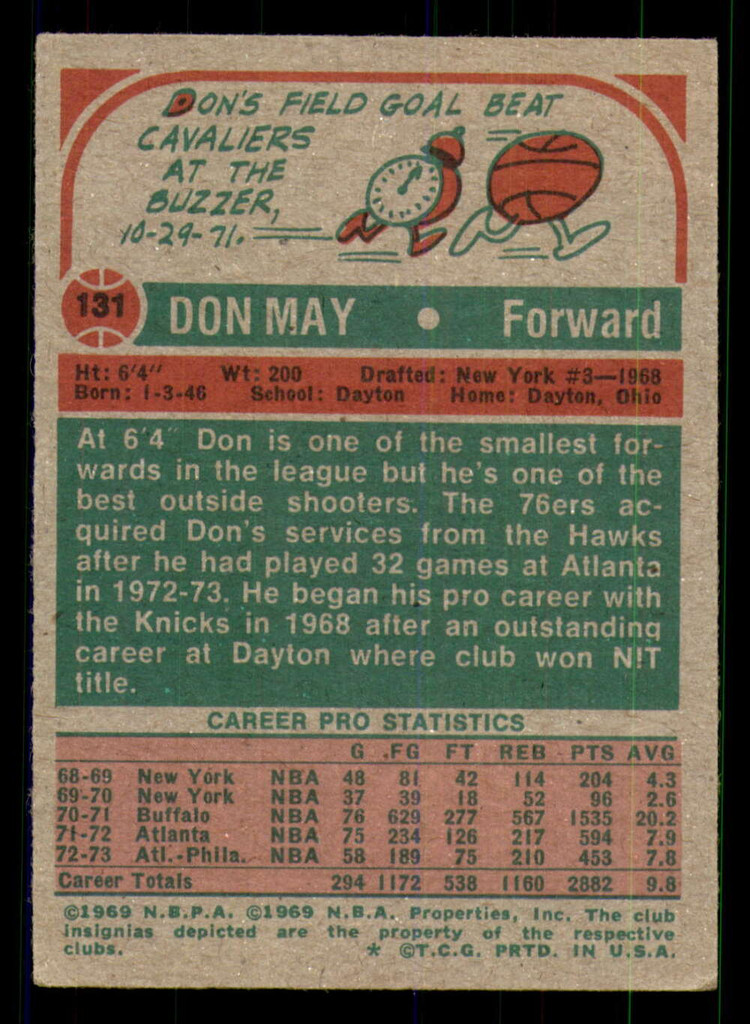 DON'S FIELD GOAL BEAT
CAVALIERS
AT THE
BUZZER,
10-29-71.
131 DON MAY • Forward
Ht: 6'4" Wt: 200 Drafted: New York #3—1968
Born: 1-3-46 School: Dayton Home: Dayton, Ohio
At 6'4" Don is one of the smallest for-
wards in the league but he's one of the
best outside shooters. The 76ers ac-
quired Don's services from the Hawks
after he had played 32 games at Atlanta
in 1972-73. He began his pro career with
the Knicks in 1968 after an outstanding
career at Dayton where club won NIT
title.
CAREER PRO STATISTICS
G FG FT REB PTS AVG
68-69 New York NBA 48 81 42 114 204 4.3
69-70 New York NBA 37 39 18 52 96 2.6
70-71 Buffalo NBA 76 629 277 567 1535 20.2
71-72 Atlanta NBA 75 234 126 217 594 7.9
72-73 Atl.-Phila. NBA 58 189 75 210 453 7.8
Career Totals 294 1172 538 1160 2882 9.8
©1969 N.B.P.A. ©1969 N.B.A. Properties, Inc. The club
insignias depicted are the property of the respective
clubs. * ©T.C.G. PRTD. IN U.S.A.